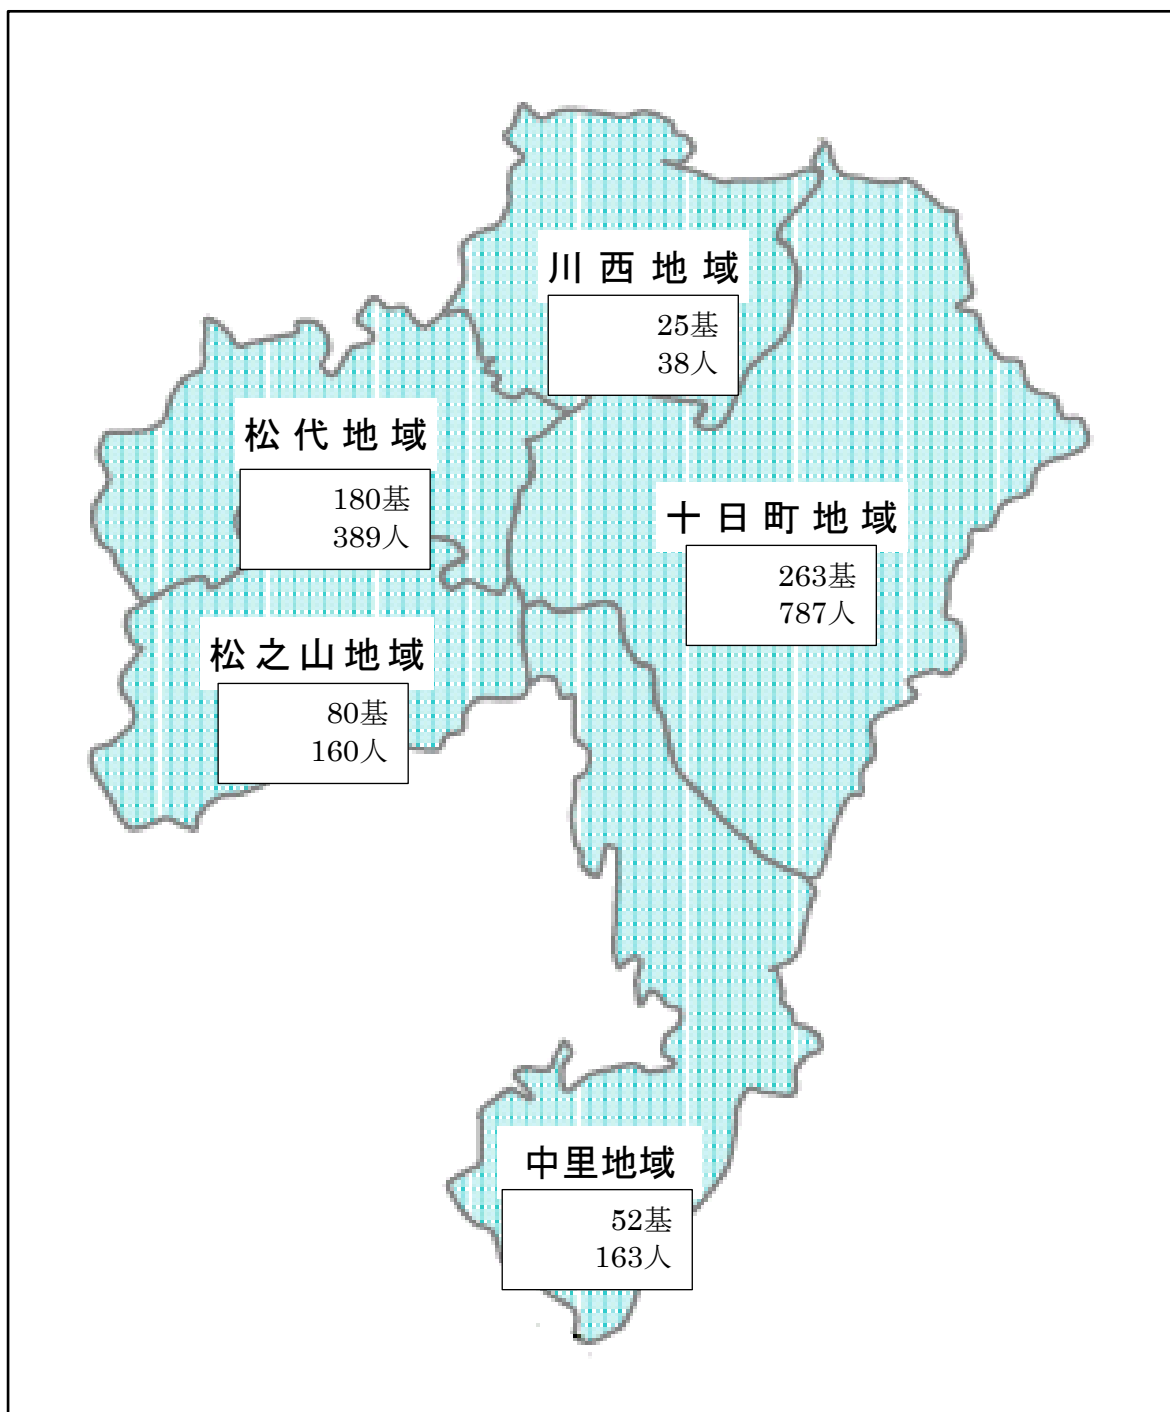 川西地域
25基
38人
松代地域
180基
389人
十日町地域
263基
787人
松之山地域
80基
160人
中里地域
52基
163人